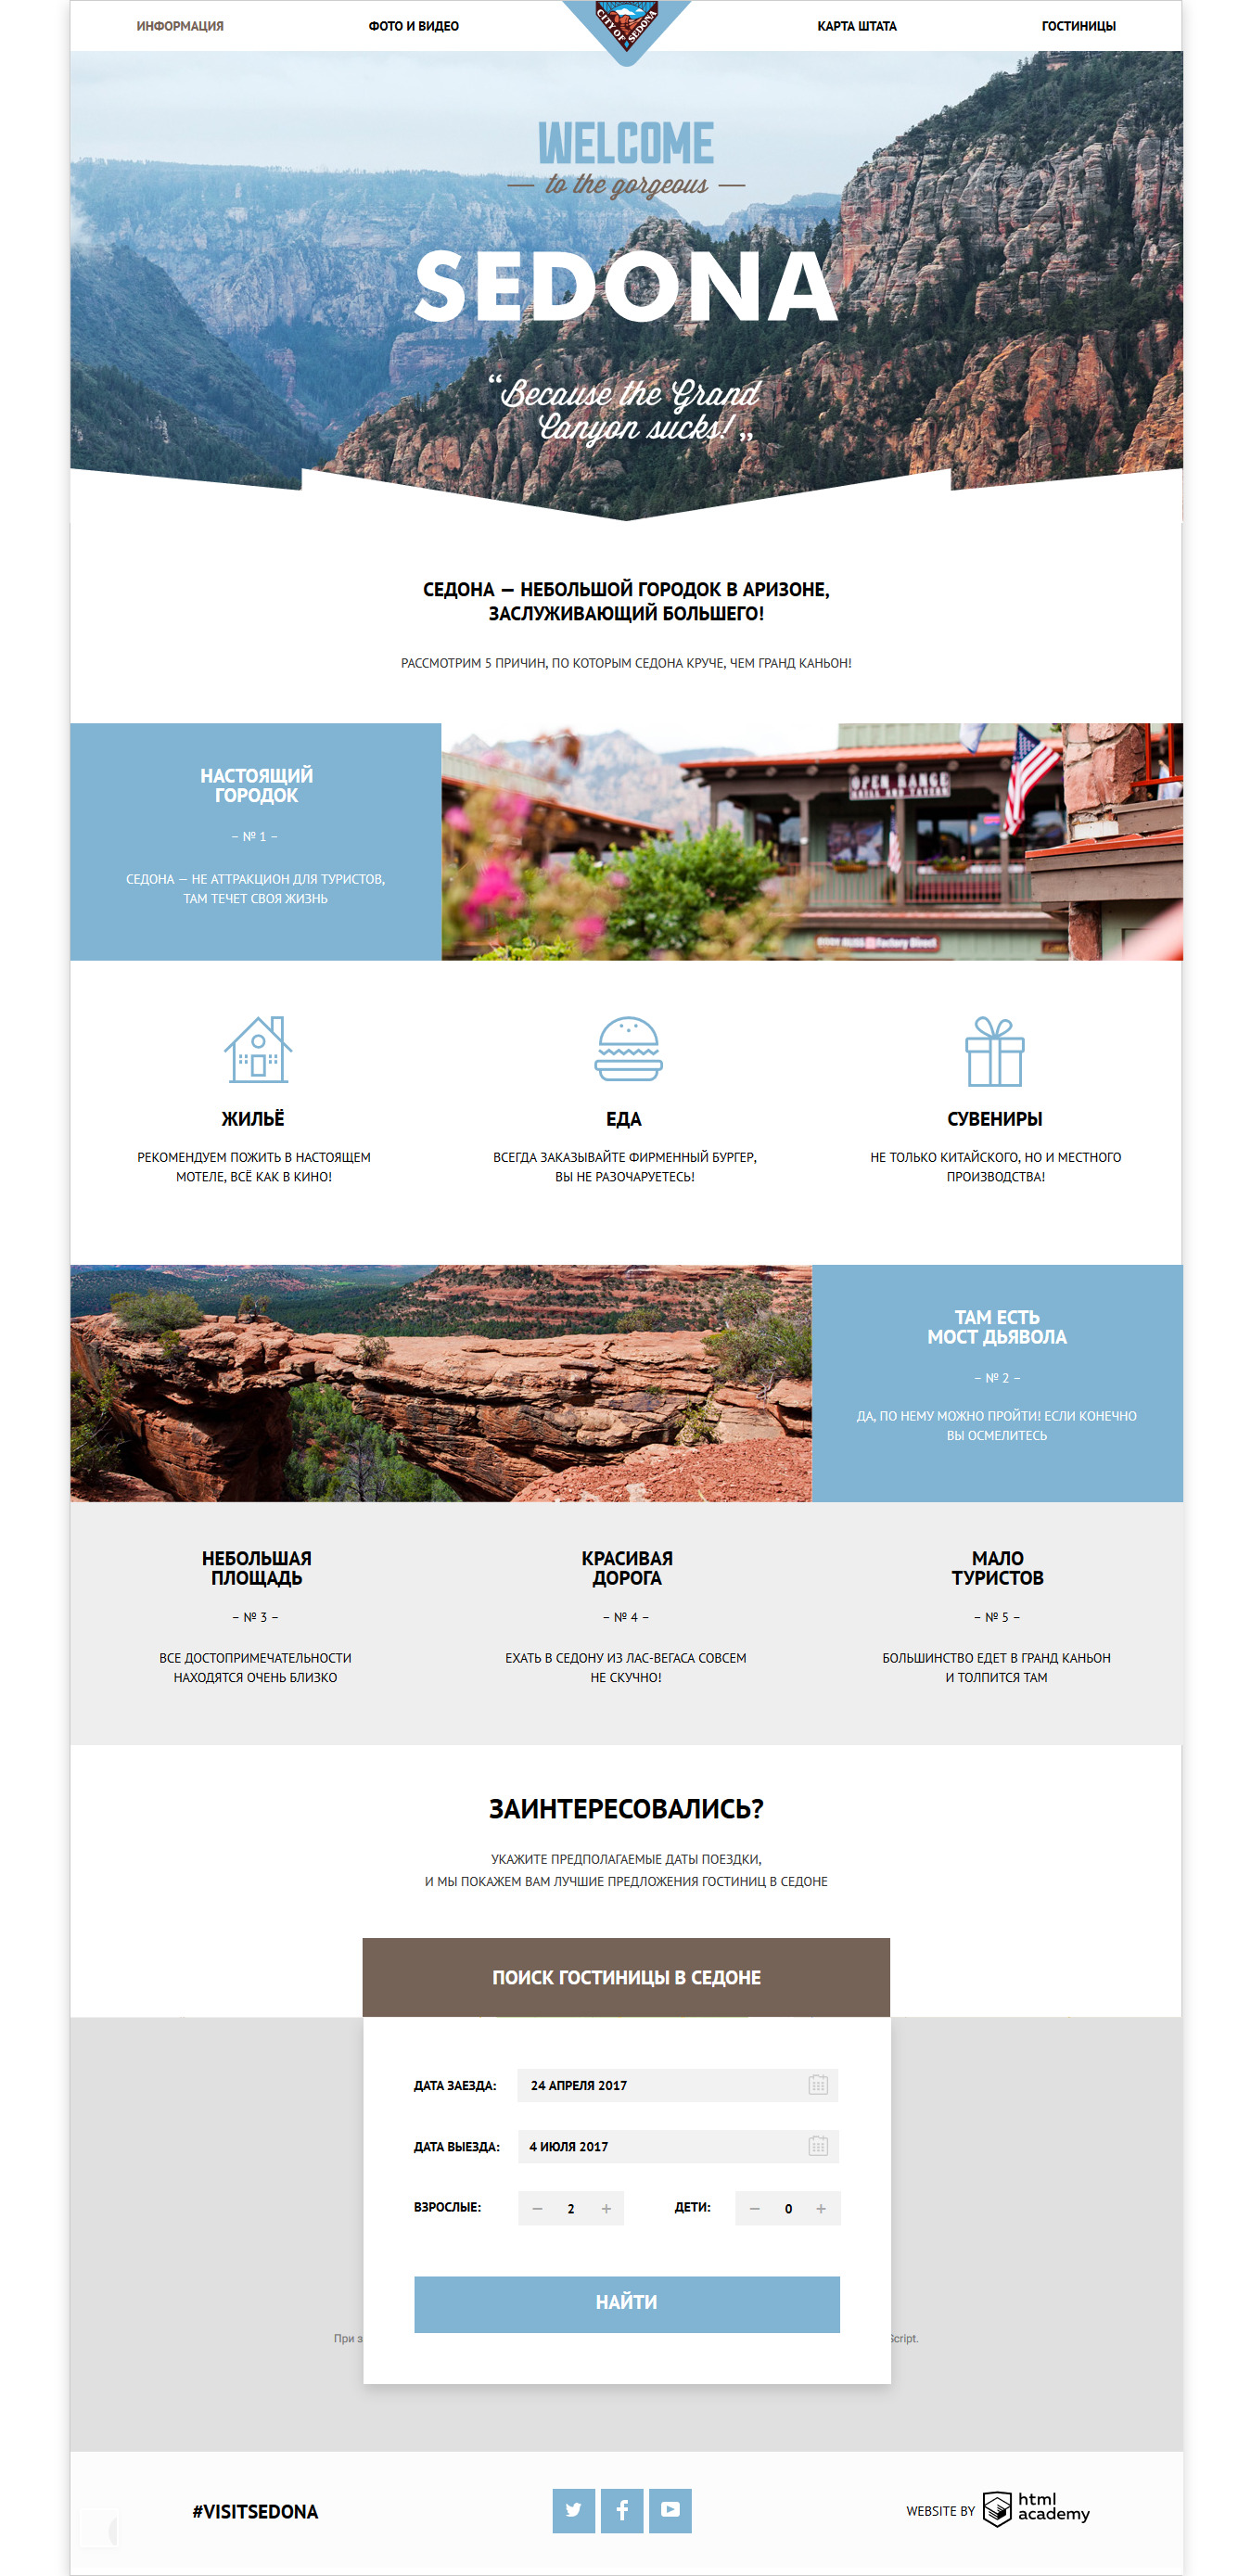 ИНФОРМАЦИЯ
ФОТО И ВИДЕО
CITY OF SEDONA
КАРТА ШТАТА
ГОСТИНИЦЫ
WELCOME
— to the gorgeous —
SEDONA
“Because the Grand
Canyon sucks!„
СЕДОНА — НЕБОЛЬШОЙ ГОРОДОК В АРИЗОНЕ,
ЗАСЛУЖИВАЮЩИЙ БОЛЬШЕГО!
РАССМОТРИМ 5 ПРИЧИН, ПО КОТОРЫМ СЕДОНА КРУЧЕ, ЧЕМ ГРАНД КАНЬОН!
НАСТОЯЩИЙ
ГОРОДОК
– № 1 –
СЕДОНА — НЕ АТТРАКЦИОН ДЛЯ ТУРИСТОВ,
ТАМ ТЕЧЕТ СВОЯ ЖИЗНЬ
OPEN RANGE
GRILL AND TAVERN
Factory Direct
ЖИЛЬЁ
РЕКОМЕНДУЕМ ПОЖИТЬ В НАСТОЯЩЕМ
МОТЕЛЕ, ВСЁ КАК В КИНО!
ЕДА
ВСЕГДА ЗАКАЗЫВАЙТЕ ФИРМЕННЫЙ БУРГЕР,
ВЫ НЕ РАЗОЧАРУЕТЕСЬ!
СУВЕНИРЫ
НЕ ТОЛЬКО КИТАЙСКОГО, НО И МЕСТНОГО
ПРОИЗВОДСТВА!
ТАМ ЕСТЬ
МОСТ ДЬЯВОЛА
– № 2 –
ДА, ПО НЕМУ МОЖНО ПРОЙТИ! ЕСЛИ КОНЕЧНО
ВЫ ОСМЕЛИТЕСЬ
НЕБОЛЬШАЯ
ПЛОЩАДЬ
– № 3 –
ВСЕ ДОСТОПРИМЕЧАТЕЛЬНОСТИ
НАХОДЯТСЯ ОЧЕНЬ БЛИЗКО
КРАСИВАЯ
ДОРОГА
– № 4 –
ЕХАТЬ В СЕДОНУ ИЗ ЛАС-ВЕГАСА СОВСЕМ
НЕ СКУЧНО!
МАЛО
ТУРИСТОВ
– № 5 –
БОЛЬШИНСТВО ЕДЕТ В ГРАНД КАНЬОН
И ТОЛПИТСЯ ТАМ
ЗАИНТЕРЕСОВАЛИСЬ?
УКАЖИТЕ ПРЕДПОЛАГАЕМЫЕ ДАТЫ ПОЕЗДКИ,
И МЫ ПОКАЖЕМ ВАМ ЛУЧШИЕ ПРЕДЛОЖЕНИЯ ГОСТИНИЦ В СЕДОНЕ
ПОИСК ГОСТИНИЦЫ В СЕДОНЕ
ДАТА ЗАЕЗДА: 24 АПРЕЛЯ 2017
ДАТА ВЫЕЗДА: 4 ИЮЛЯ 2017
ВЗРОСЛЫЕ: − 2 + ДЕТИ: − 0 +
НАЙТИ
При з
Script.
#VISITSEDONA
WEBSITE BY
html
academy